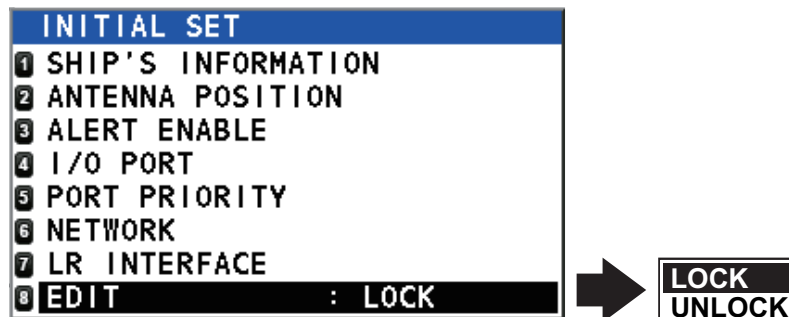 INITIAL SET
1 SHIP'S INFORMATION
2 ANTENNA POSITION
3 ALERT ENABLE
4 I/O PORT
5 PORT PRIORITY
6 NETWORK
7 LR INTERFACE
8 EDIT : LOCK
LOCK
UNLOCK